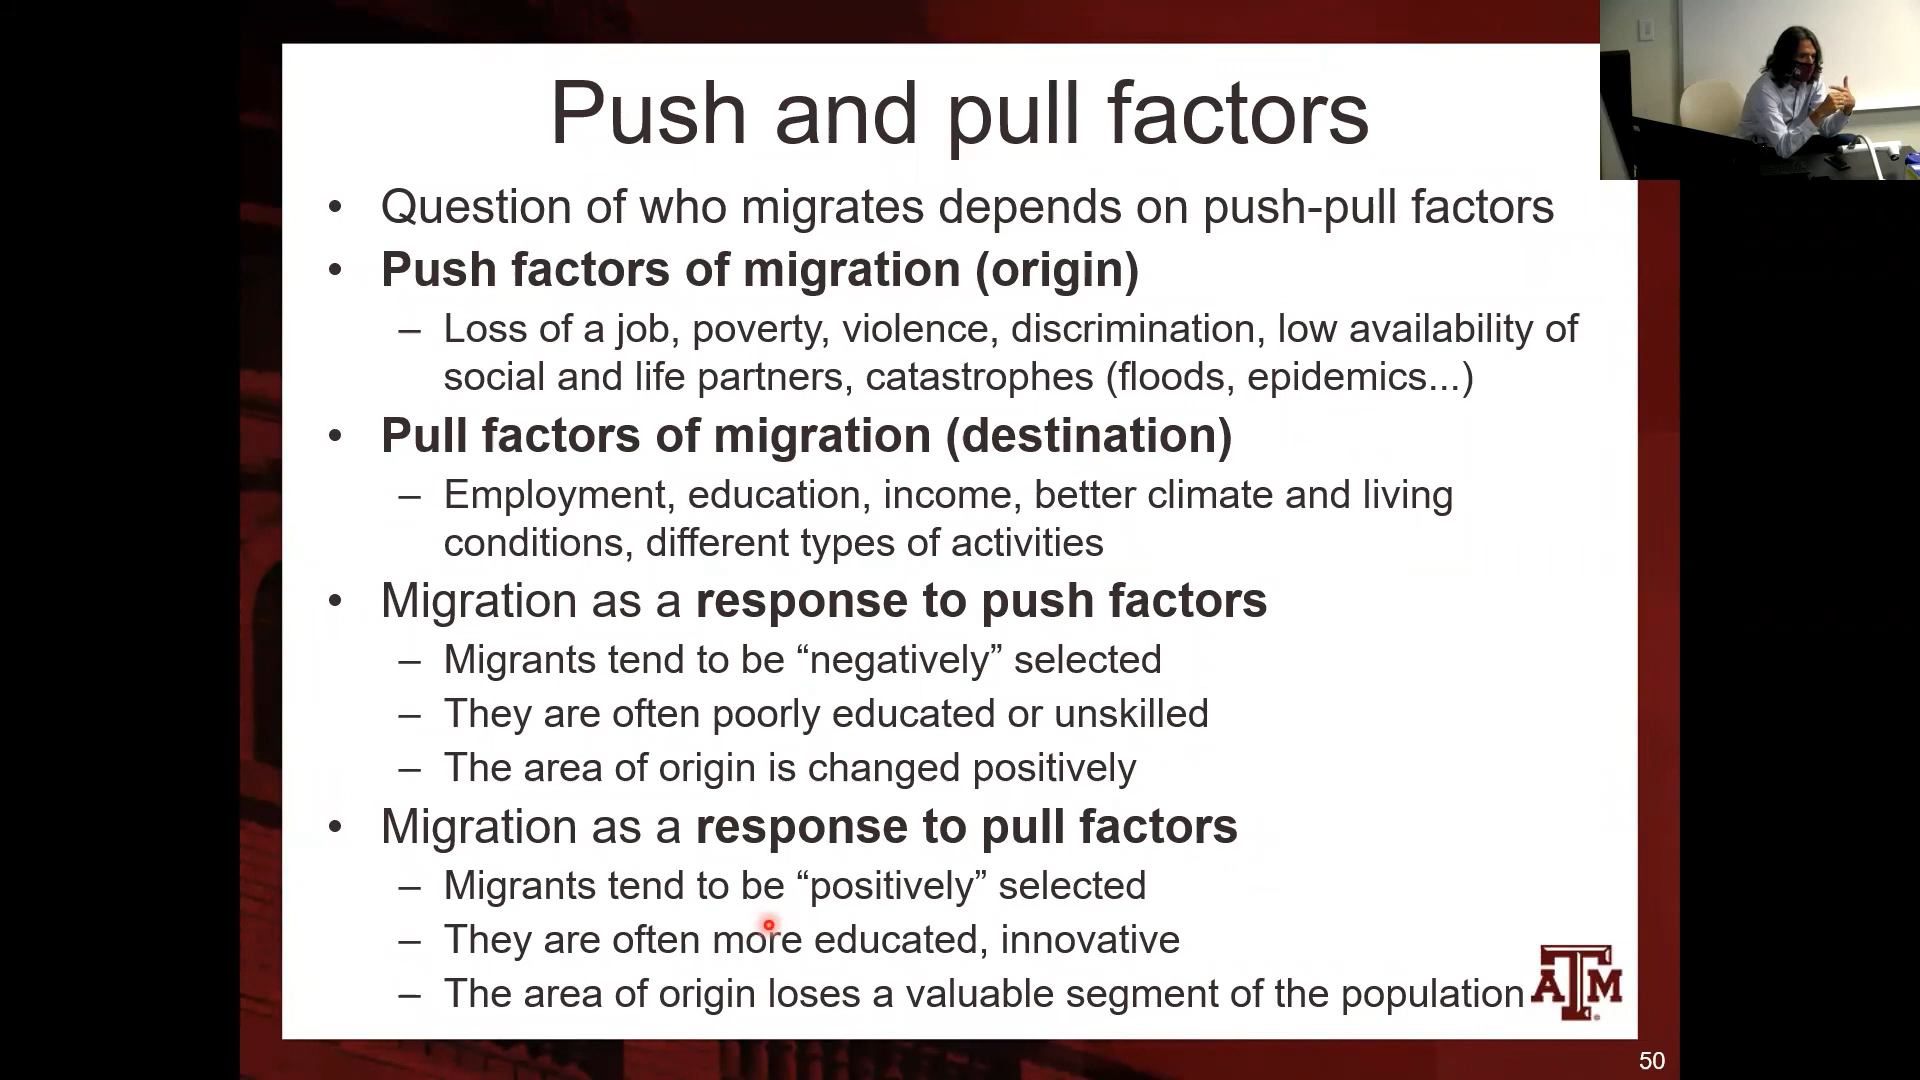 Push and pull factors
• Question of who migrates depends on push-pull factors
• Push factors of migration (origin)
– Loss of a job, poverty, violence, discrimination, low availability of
social and life partners, catastrophes (floods, epidemics...)
• Pull factors of migration (destination)
– Employment, education, income, better climate and living
conditions, different types of activities
• Migration as a response to push factors
– Migrants tend to be “negatively” selected
– They are often poorly educated or unskilled
– The area of origin is changed positively
• Migration as a response to pull factors
– Migrants tend to be “positively” selected
– They are often more educated, innovative
– The area of origin loses a valuable segment of the population
ATM
50